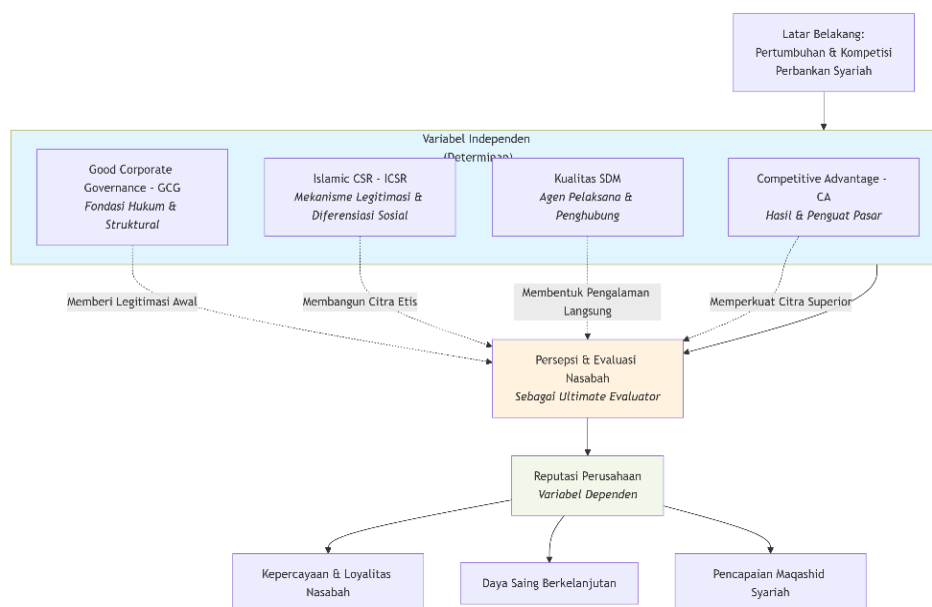 Latar Belakang:
Pertumbuhan & Kompetisi
Perbankan Syariah
Variabel Independen
(Determinan)
Good Corporate
Governance - GCG
Fondasi Hukum &
Struktural
Islamic CSR - ICSR
Mekanisme Legitimasi &
Diferensiasi Sosial
Kualitas SDM
Agen Pelaksana &
Penghubung
Competitive Advantage -
CA
Hasil & Penguat Pasar
Memberi Legitimasi Awal
Membangun Citra Etis
Membentuk Pengalaman
Langsung
Memperkuat Citra Superior
Persepsi & Evaluasi
Nasabah
Sebagai Ultimate Evaluator
Reputasi Perusahaan
Variabel Dependen
Kepercayaan & Loyalitas
Nasabah
Daya Saing Berkelanjutan
Pencapaian Maqashid
Syariah